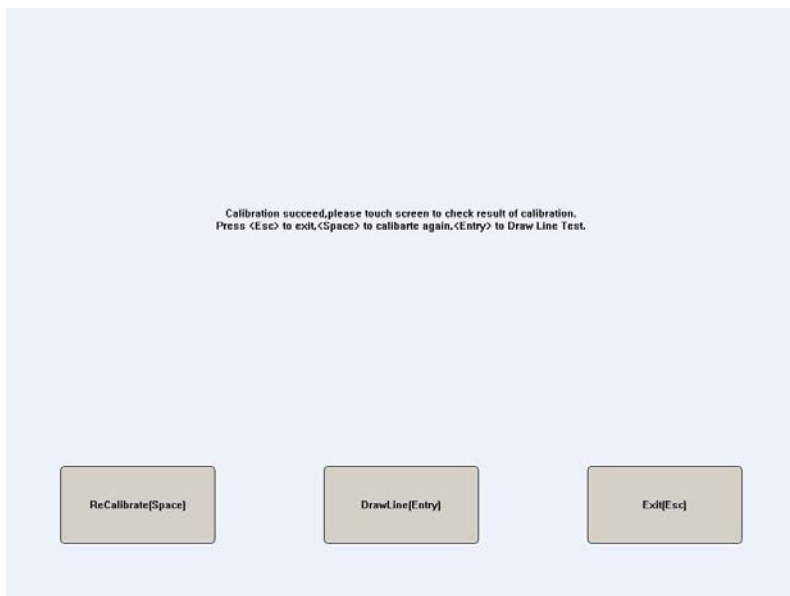 Calibration succeed,please touch screen to check result of calibration.
Press <Esc> to exit,<Space> to calibarte again,<Entry> to Draw Line Test.
ReCalibrate(Space)
DrawLine(Entry)
Exit(Esc)